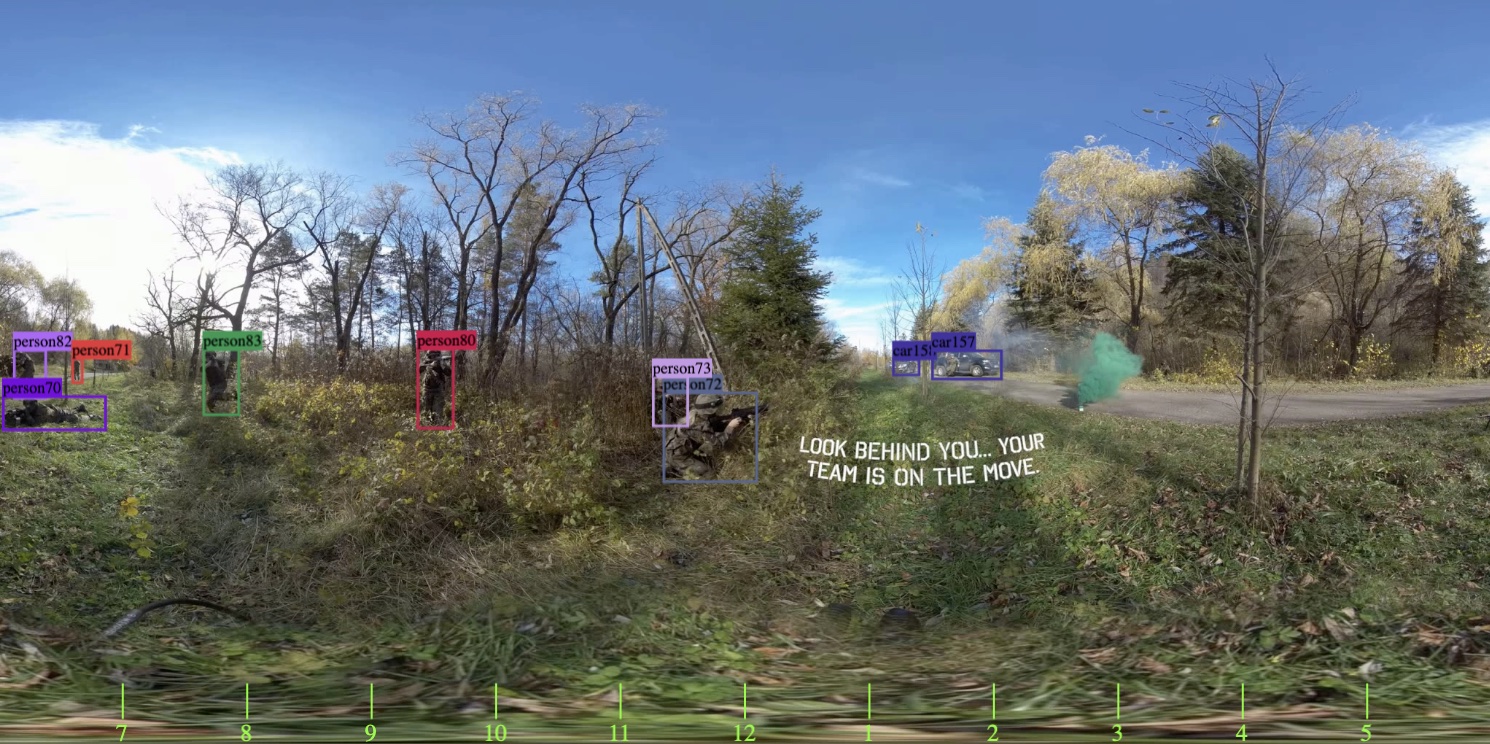 person82
person71
person70
person83
person80
person73
person72
car157
LOOK BEHIND YOU... YOUR
TEAM IS ON THE MOVE.
7 8 9 10 11 12 1 2 3 4 5